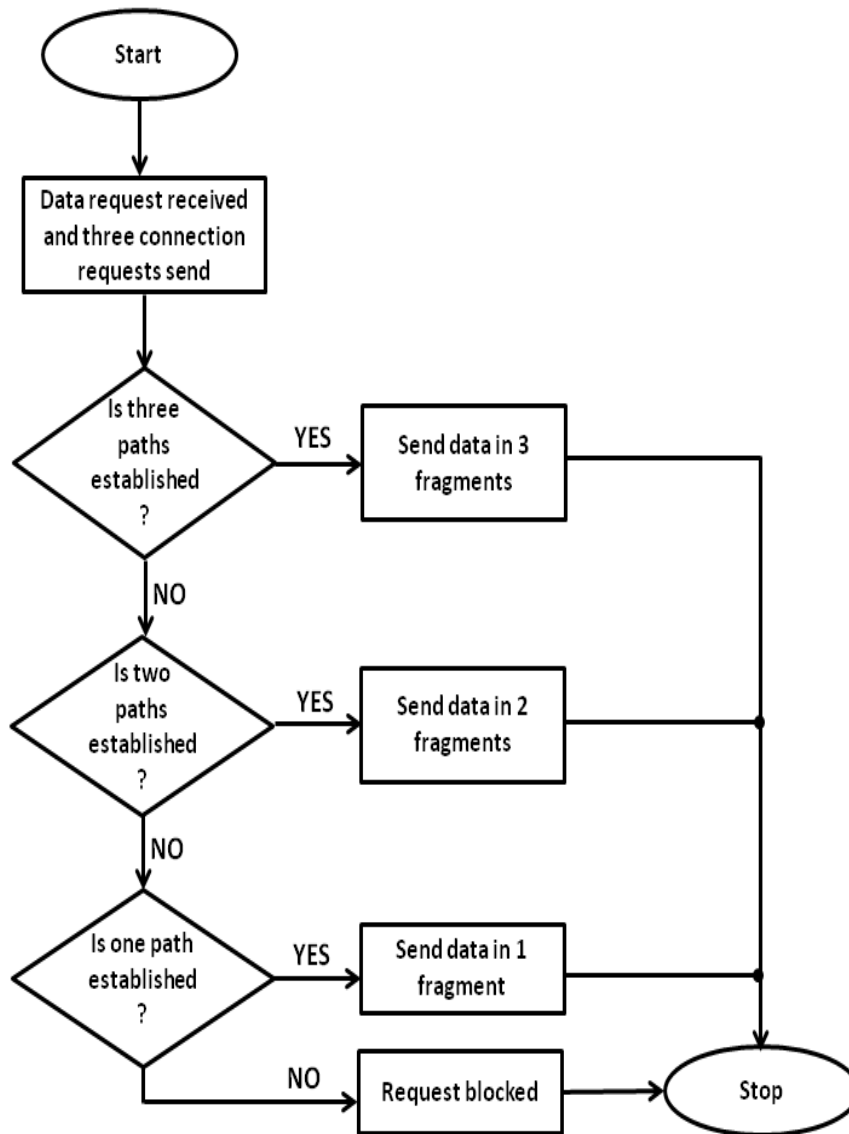 Start
Data request received
and three connection
requests send
Is three
paths
established
?
YES
Send data in 3
fragments
NO
Is two
paths
established
?
YES
Send data in 2
fragments
NO
Is one path
established
?
YES
Send data in 1
fragment
NO
Request blocked
Stop